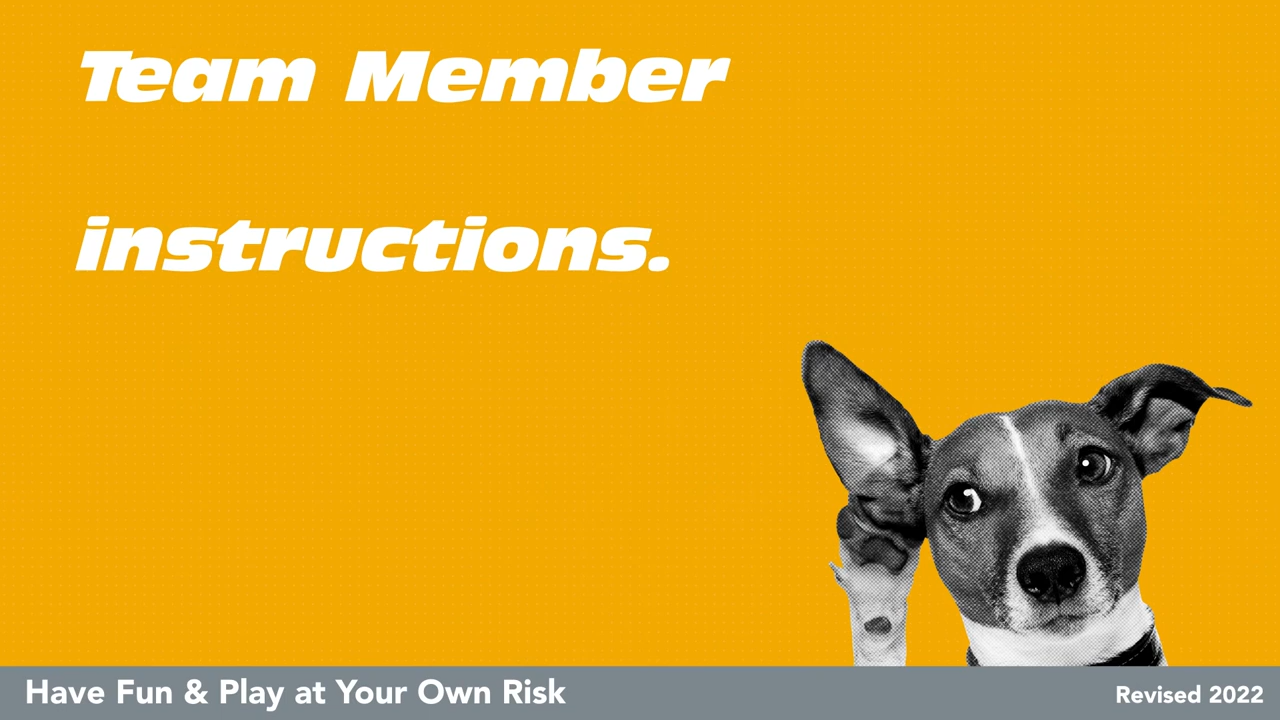 Team Member
instructions.
Have Fun & Play at Your Own Risk
Revised 2022